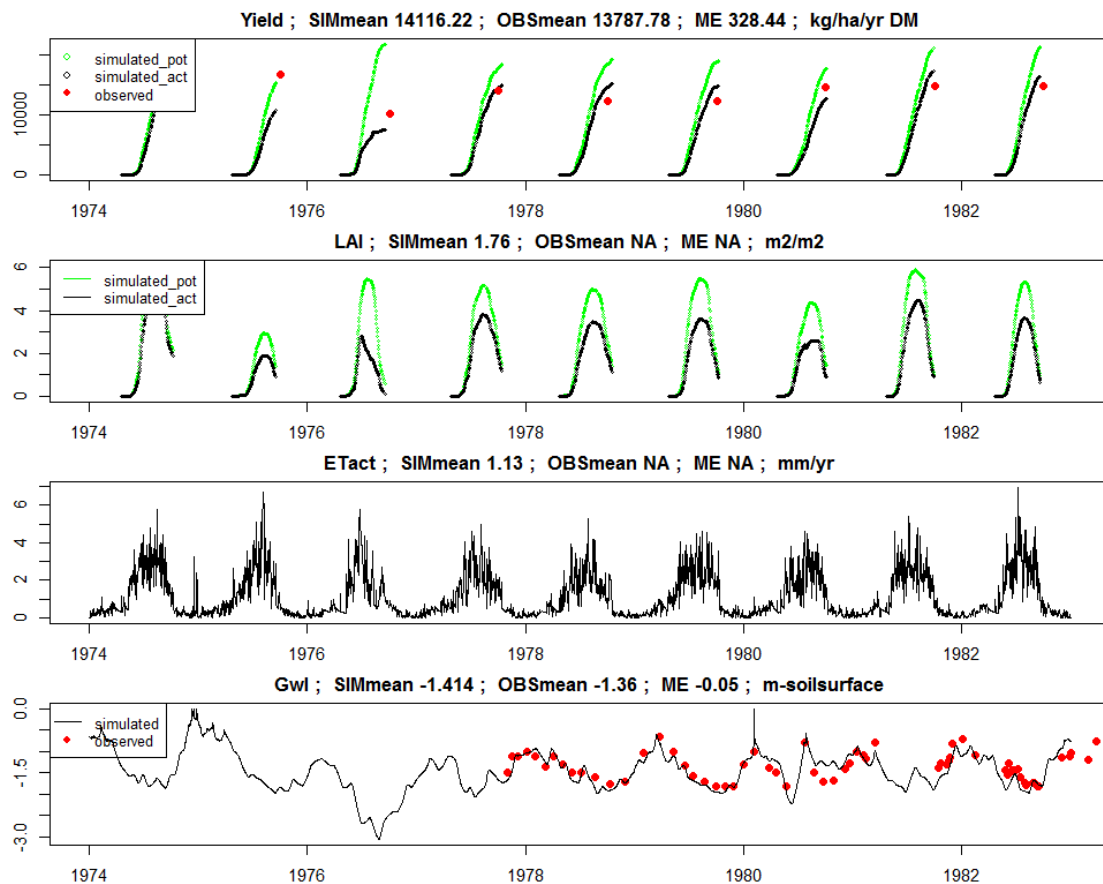 Yield ; SIMmean 14116.22 ; OBSmean 13787.78 ; ME 328.44 ; kg/ha/yr DM
simulated_pot
simulated_act
observed
10000
0
1974 1976 1978 1980 1982
LAI ; SIMmean 1.76 ; OBSmean NA ; ME NA ; m2/m2
simulated_pot
simulated_act
6
4
2
0
1974 1976 1978 1980 1982
ETact ; SIMmean 1.13 ; OBSmean NA ; ME NA ; mm/yr
6
4
2
0
1974 1976 1978 1980 1982
Gwl ; SIMmean -1.414 ; OBSmean -1.36 ; ME -0.05 ; m-soilsurface
simulated
observed
0.0
-1.5
-3.0
1974 1976 1978 1980 1982